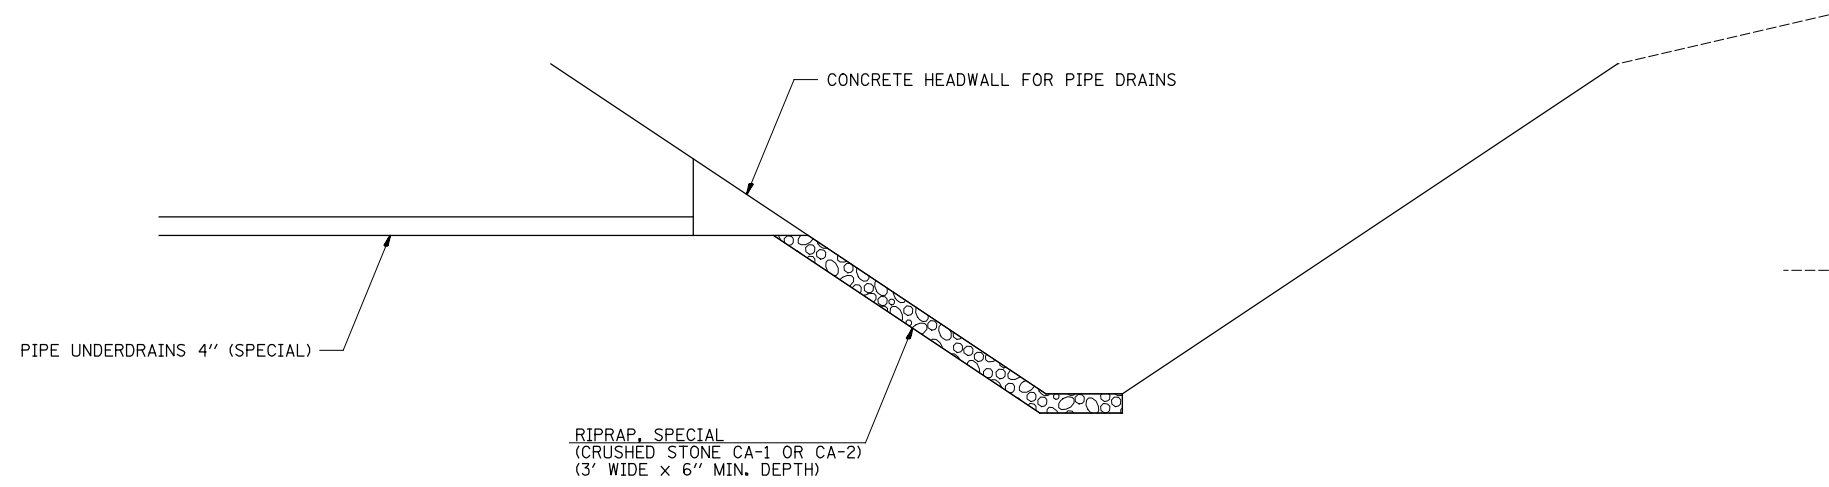 CONCRETE HEADWALL FOR PIPE DRAINS
PIPE UNDERDRAINS 4" (SPECIAL)
RIPRAP, SPECIAL
(CRUSHED STONE CA-1 OR CA-2)
(3' WIDE x 6" MIN. DEPTH)